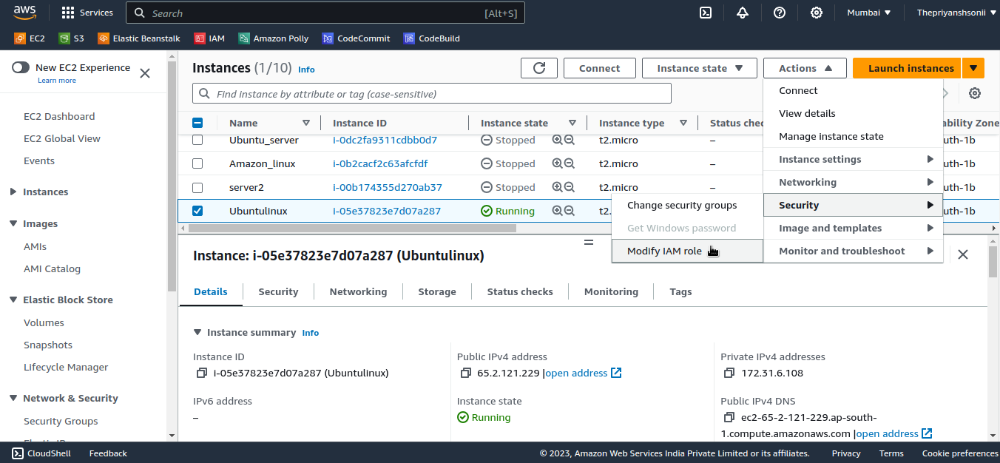 aws Services Search [Alt+S] Mumbai Thepriyanshsonii
EC2 S3 Elastic Beanstalk IAM Amazon Polly CodeCommit CodeBuild
New EC2 Experience
Learn more
EC2 Dashboard
EC2 Global View
Events
Instances
Images
AMIs
AMI Catalog
Elastic Block Store
Volumes
Snapshots
Lifecycle Manager
Network & Security
Security Groups
Instances (1/10) Info
Connect Instance state Actions Launch instances
Find instance by attribute or tag (case-sensitive)
Name Instance ID Instance state Instance type Status chec ability Zone
Ubuntu_server i-0dc2fa9311cdbb0d7 Stopped t2.micro – uth-1b
Amazon_linux i-0b2cacf2c63afcfdf Stopped t2.micro – uth-1b
server2 i-00b174355d270ab37 Stopped t2.micro – uth-1b
Ubuntulinux i-05e37823e7d07a287 Running t2. uth-1b
Connect
View details
Manage instance state
Instance settings
Networking
Security
Image and templates
Monitor and troubleshoot
Change security groups
Get Windows password
Modify IAM role
Instance: i-05e37823e7d07a287 (Ubuntulinux)
Details Security Networking Storage Status checks Monitoring Tags
Instance summary Info
Instance ID
i-05e37823e7d07a287 (Ubuntulinux)
Public IPv4 address
65.2.121.229 |open address
Private IPv4 addresses
172.31.6.108
IPv6 address
–
Instance state
Running
Public IPv4 DNS
ec2-65-2-121-229.ap-south-
1.compute.amazonaws.com |open address
CloudShell Feedback © 2023, Amazon Web Services India Private Limited or its affiliates. Privacy Terms Cookie preferences